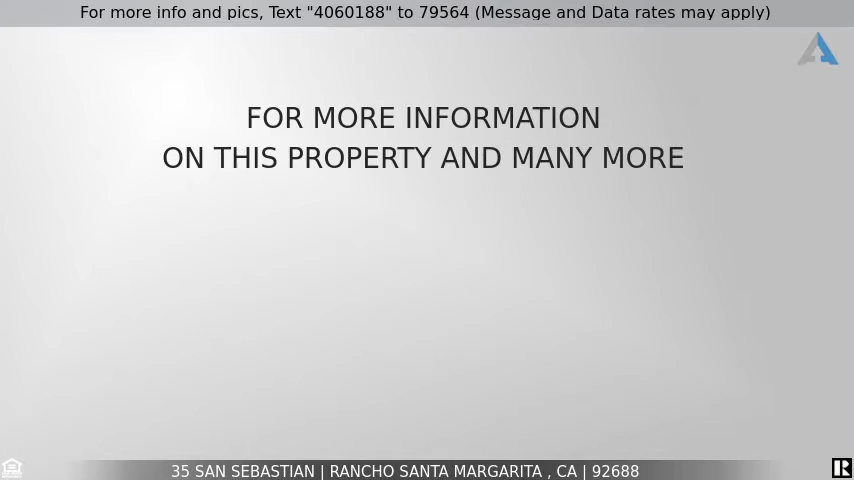 For more info and pics, Text "4060188" to 79564 (Message and Data rates may apply)
FOR MORE INFORMATION
ON THIS PROPERTY AND MANY MORE
35 SAN SEBASTIAN | RANCHO SANTA MARGARITA , CA | 92688